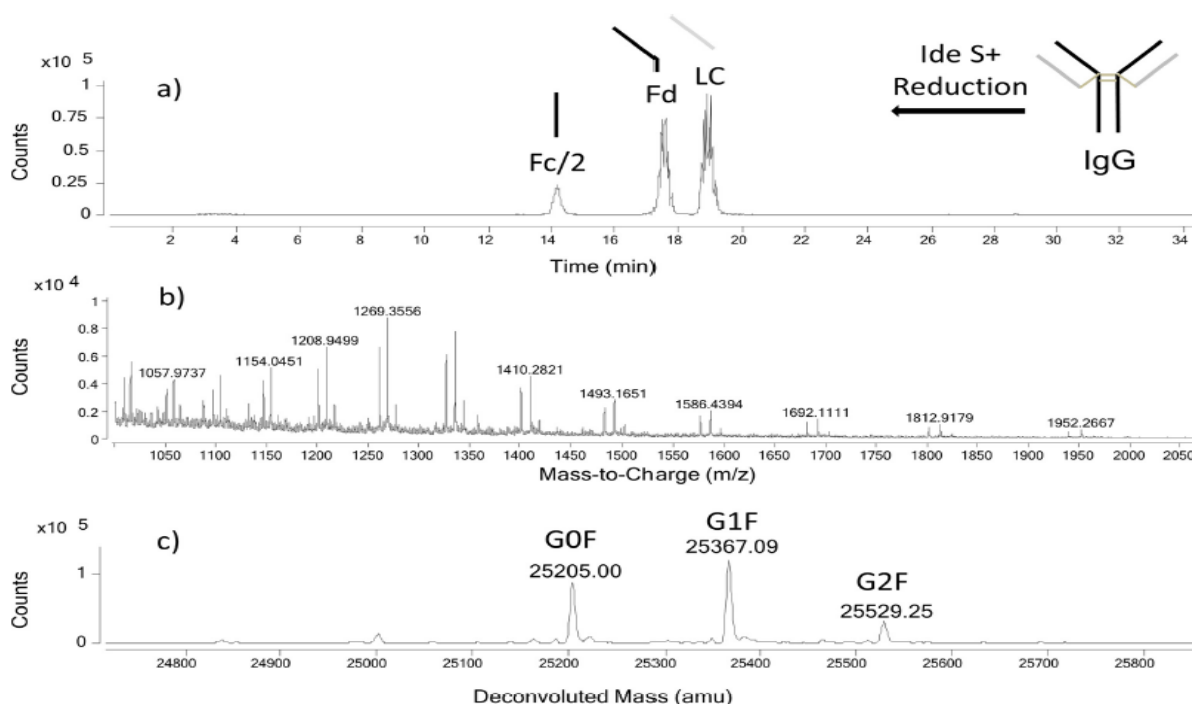 x10 5
a)
Counts
1
0.75
0.5
0.25
0
Fc/2
Fd
LC
Ide S+
Reduction
IgG
2 4 6 8 10 12 14 16 18 20 22 24 26 28 30 32 34
Time (min)
x10 4
b)
Counts
1
0.8
0.6
0.4
0.2
0
1057.9737
1154.0451
1208.9499
1269.3556
1410.2821
1493.1651
1586.4394
1692.1111
1812.9179
1952.2667
1050 1100 1150 1200 1250 1300 1350 1400 1450 1500 1550 1600 1650 1700 1750 1800 1850 1900 1950 2000 2050
Mass-to-Charge (m/z)
x10 5
c)
Counts
1
0
G0F
25205.00
G1F
25367.09
G2F
25529.25
24800 24900 25000 25100 25200 25300 25400 25500 25600 25700 25800
Deconvoluted Mass (amu)